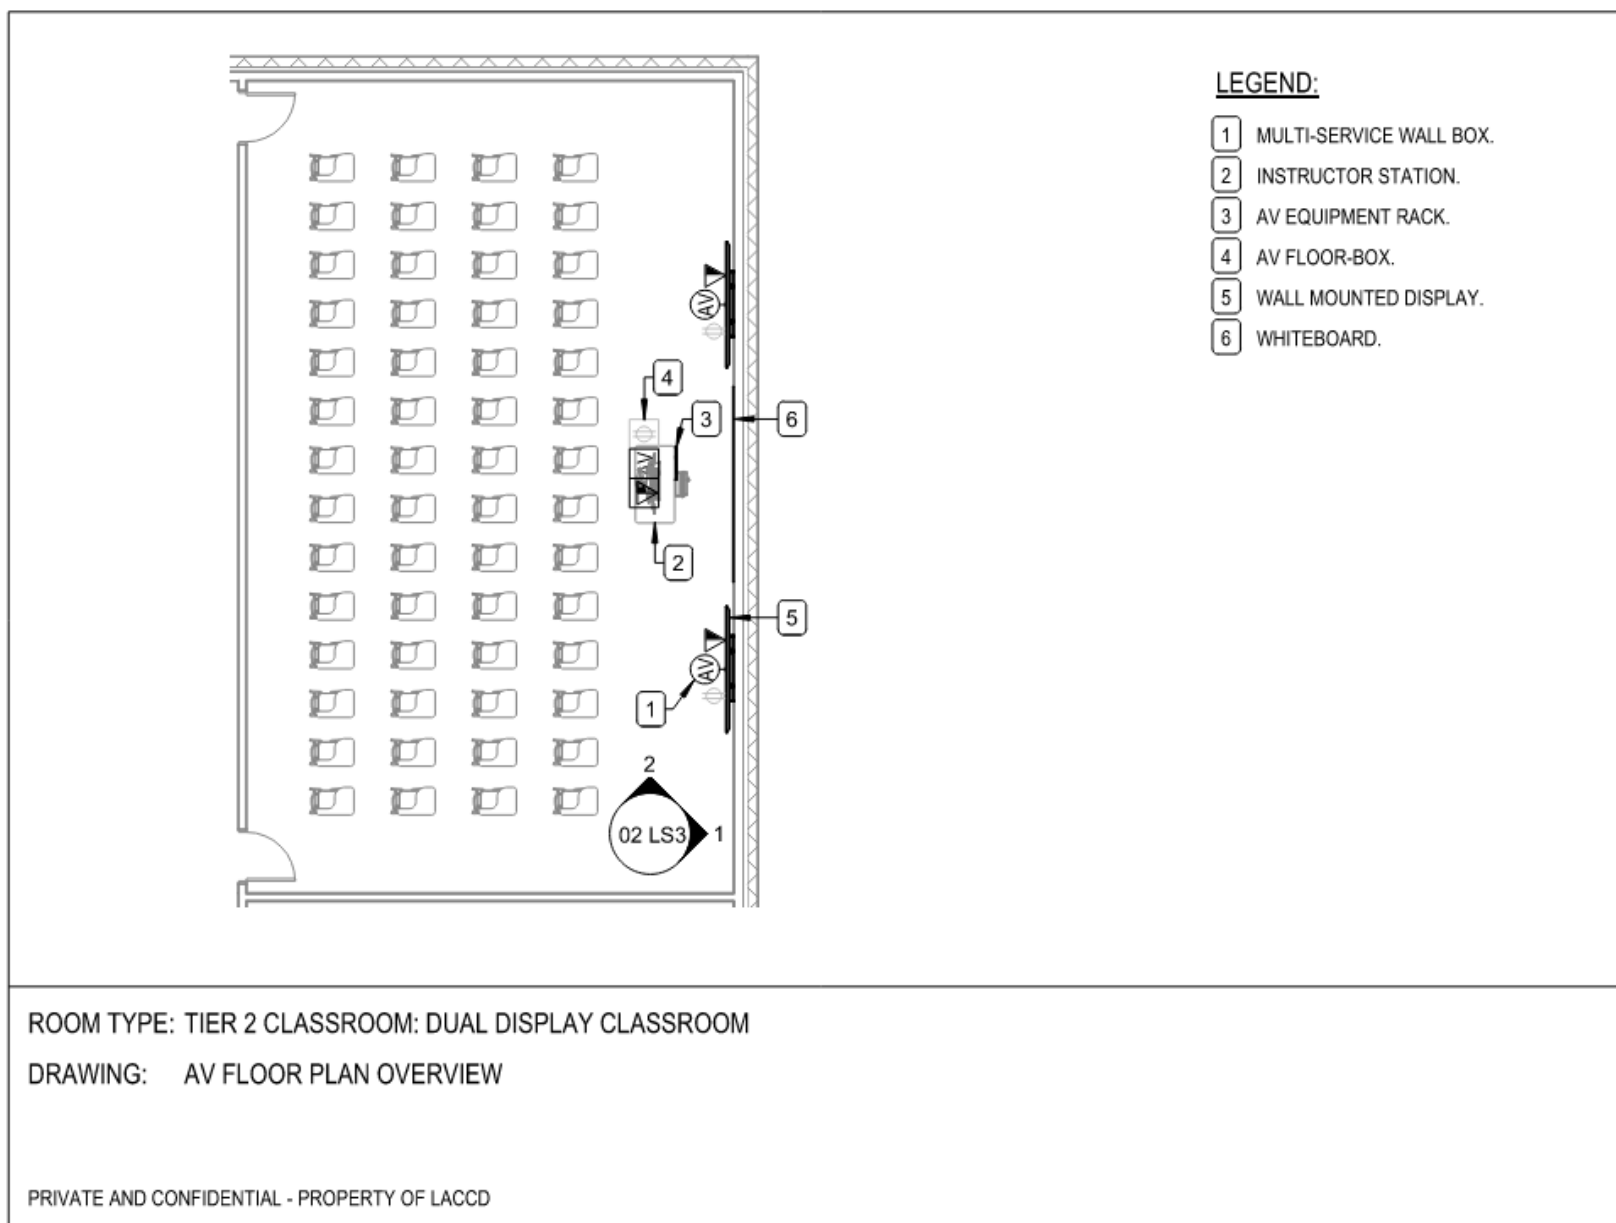 LEGEND:
1 MULTI-SERVICE WALL BOX.
2 INSTRUCTOR STATION.
3 AV EQUIPMENT RACK.
4 AV FLOOR-BOX.
5 WALL MOUNTED DISPLAY.
6 WHITEBOARD.
AV
4
3
6
AV
2
5
AV
1
2
02 LS3
1
ROOM TYPE: TIER 2 CLASSROOM: DUAL DISPLAY CLASSROOM
DRAWING: AV FLOOR PLAN OVERVIEW
PRIVATE AND CONFIDENTIAL - PROPERTY OF LACCD